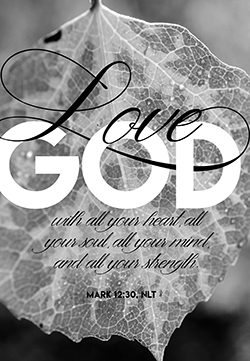 Love
GOD
with all your heart, all
your soul, all your mind,
and all your strength.
MARK 12:30, NLT